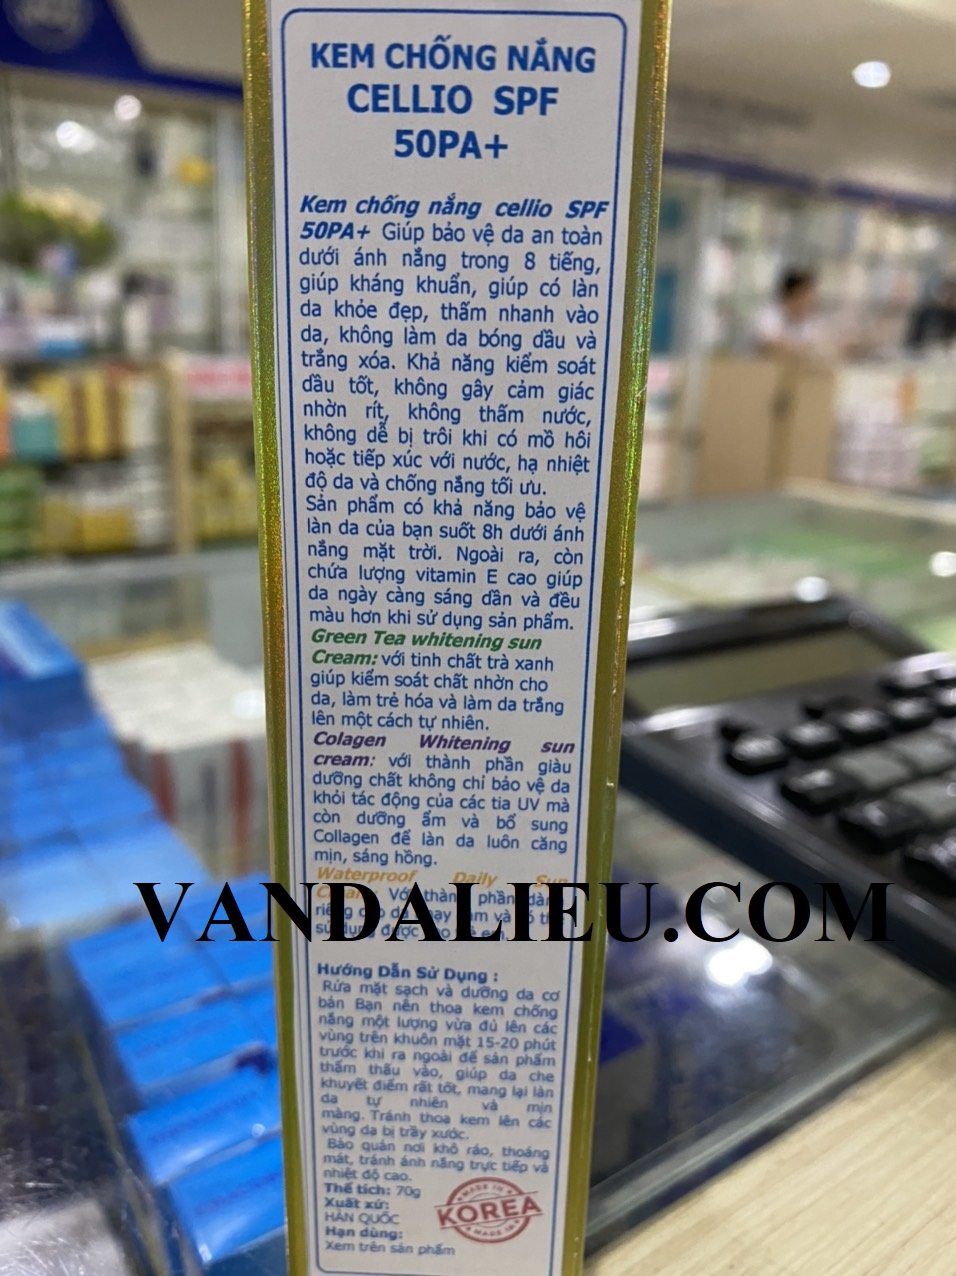 KEM CHỐNG NẮNG
CELLIO SPF
50PA+
Kem chống nắng cellio SPF
50PA+ Giúp bảo vệ da an toàn
dưới ánh nắng trong 8 tiếng,
giúp kháng khuẩn, giúp có làn
da khỏe đẹp, thấm nhanh vào
da, không làm da bóng dầu và
trắng xóa. Khả năng kiểm soát
dầu tốt, không gây cảm giác
nhờn rít, không thấm nước,
không dễ bị trôi khi có mồ hôi
hoặc tiếp xúc với nước, hạ nhiệt
độ da và chống nắng tối ưu.
Sản phẩm có khả năng bảo vệ
làn da của bạn suốt 8h dưới ánh
nắng mặt trời. Ngoài ra, còn
chứa lượng vitamin E cao giúp
da ngày càng sáng dần và đều
màu hơn khi sử dụng sản phẩm.
Green Tea whitening sun
Cream: với tinh chất trà xanh
giúp kiểm soát chất nhờn cho
da, làm trẻ hóa và làm da trắng
lên một cách tự nhiên.
Colagen Whitening sun
cream: với thành phần giàu
dưỡng chất không chỉ bảo vệ da
khỏi tác động của các tia UV mà
còn dưỡng ẩm và bổ sung
Collagen để làn da luôn căng
mịn, sáng hồng.
Waterproof Daily Sun
Với thành phần
VANDALIEU.COM
Hướng Dẫn Sử Dụng :
Rửa mặt sạch và dưỡng da cơ
bản Bạn nên thoa kem chống
nắng một lượng vừa đủ lên các
vùng trên khuôn mặt 15-20 phút
trước khi ra ngoài để sản phẩm
thẩm thấu vào, giúp da che
khuyết điểm rất tốt, mang lại làn
da tự nhiên và mịn
màng. Tránh thoa kem lên các
vùng da bị trầy xước.
Bảo quản nơi khô ráo, thoáng
mát, tránh ánh nắng trực tiếp và
nhiệt độ cao.
Thể tích: 70g
Xuất xứ:
HÀN QUỐC
Hạn dùng:
Xem trên sản phẩm
MADE IN
KOREA
MADE IN